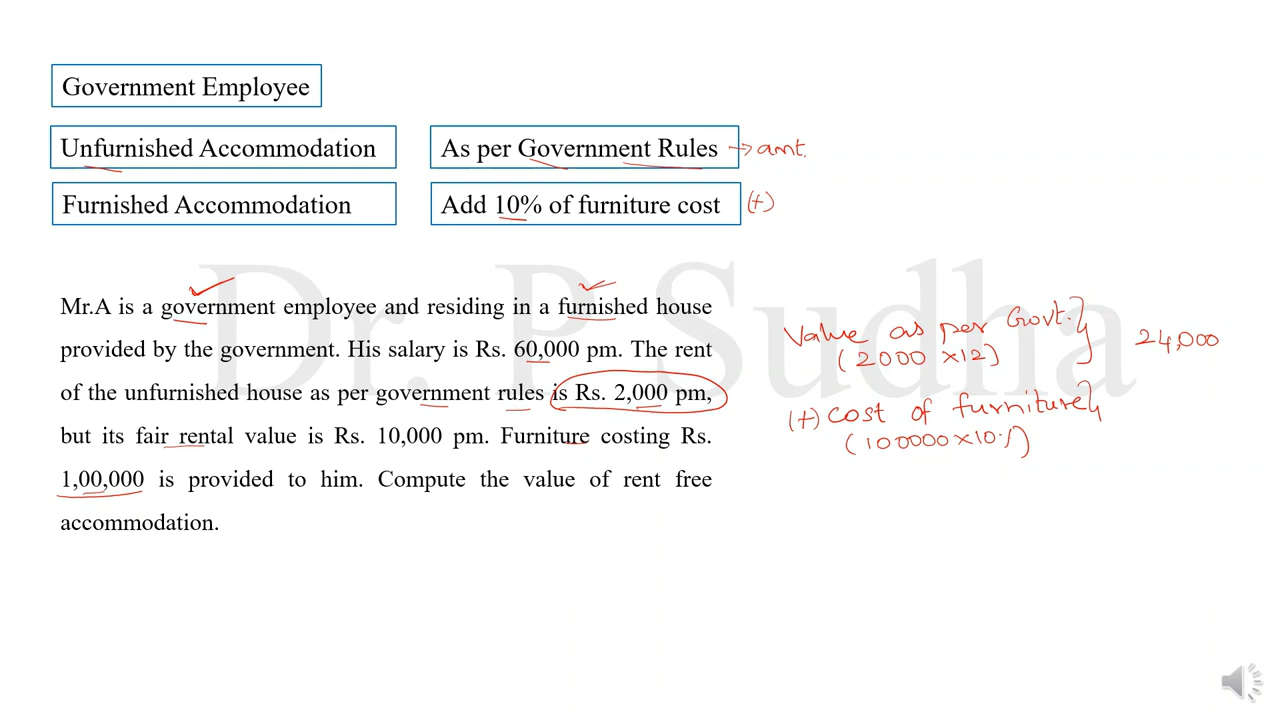 Government Employee
Unfurnished Accommodation
As per Government Rules → amt.
Furnished Accommodation
Add 10% of furniture cost (+)
Dr. P Sudha
Mr.A is a government employee and residing in a furnished house
provided by the government. His salary is Rs. 60,000 pm. The rent
of the unfurnished house as per government rules is Rs. 2,000 pm,
but its fair rental value is Rs. 10,000 pm. Furniture costing Rs.
1,00,000 is provided to him. Compute the value of rent free
accommodation.
Value as per Govt. } 24,000
(2000 ×12)
(+) Cost of furniture }
(100000×10%)